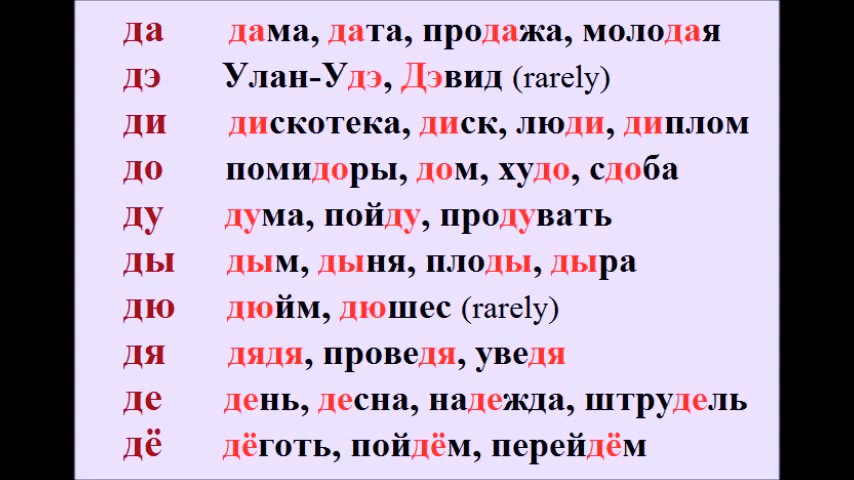 да дама, дата, продажа, молодая
дэ Улан-Удэ, Дэвид (rarely)
ди дискотека, диск, люди, диплом
до помидоры, дом, худо, сдоба
ду дума, пойду, продувать
ды дым, дыня, плоды, дыра
дю дюйм, дюшес (rarely)
дя дядя, проведя, уведя
де день, десна, надежда, штрудель
дё дёготь, пойдём, перейдём